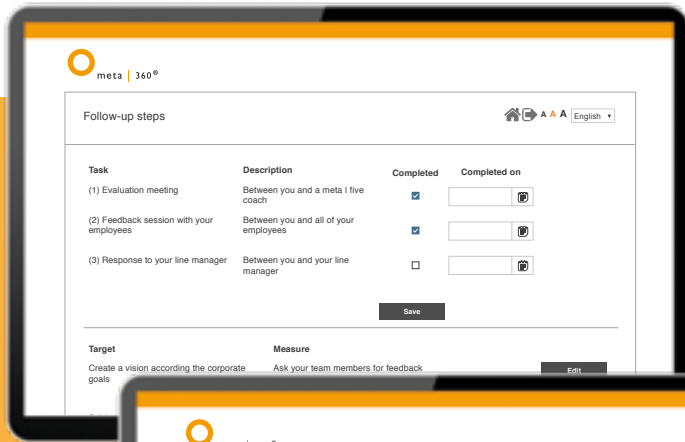 meta | 360®
Follow-up steps
A A A English
Task Description Completed Completed on
(1) Evaluation meeting Between you and a meta I five
coach
(2) Feedback session with your Between you and all of your
employees employees
(3) Response to your line manager Between you and your line
manager
Save
Target Measure
Create a vision according the corporate Ask your team members for feedback Edit
goals